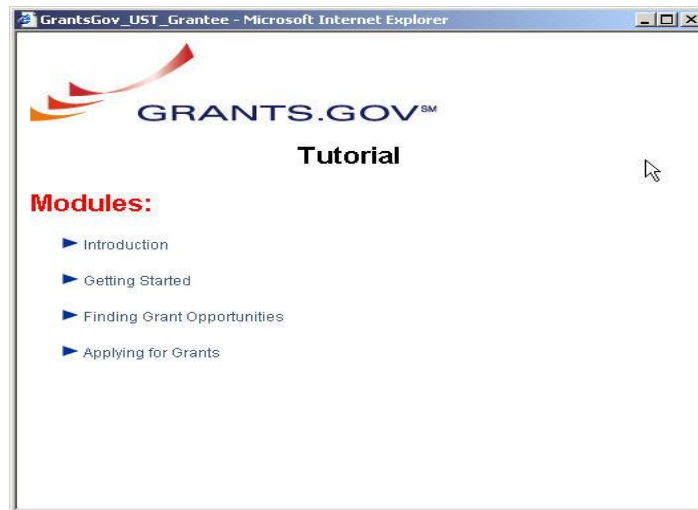 GrantsGov_UST_Grantee - Microsoft Internet Explorer
GRANTS.GOV℠
Tutorial
Modules:
Introduction
Getting Started
Finding Grant Opportunities
Applying for Grants